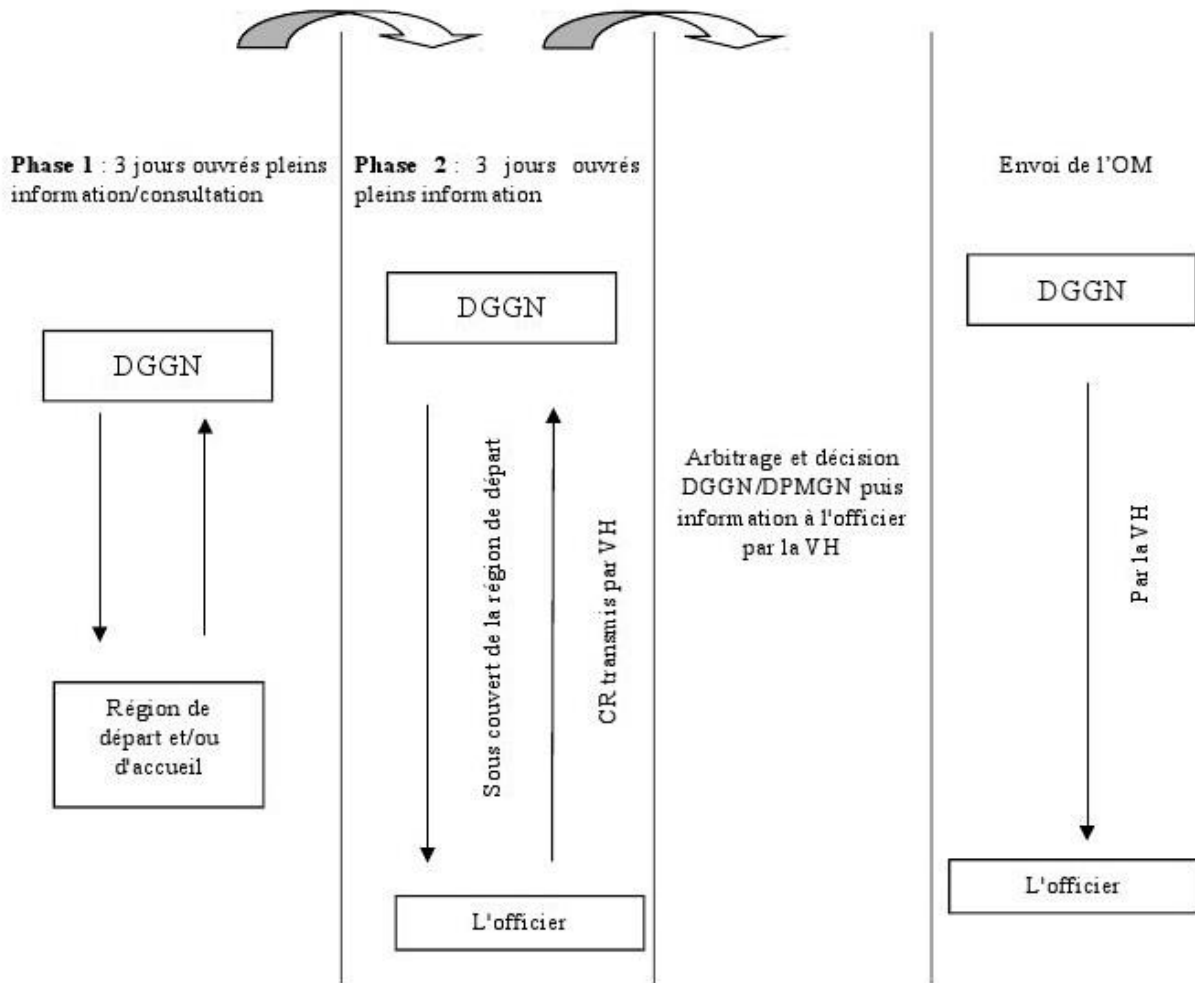 Phase 1 : 3 jours ouvrés pleins
information/consultation
DGGN
Région de
départ et/ou
d'accueil
Phase 2 : 3 jours ouvrés
pleins information
DGGN
Sous couvert de la région de départ
CR transmis par VH
L'officier
Arbitrage et décision
DGGN/DPMGN puis
information à l'officier
par la VH
Envoi de l'OM
DGGN
Par la VH
L'officier